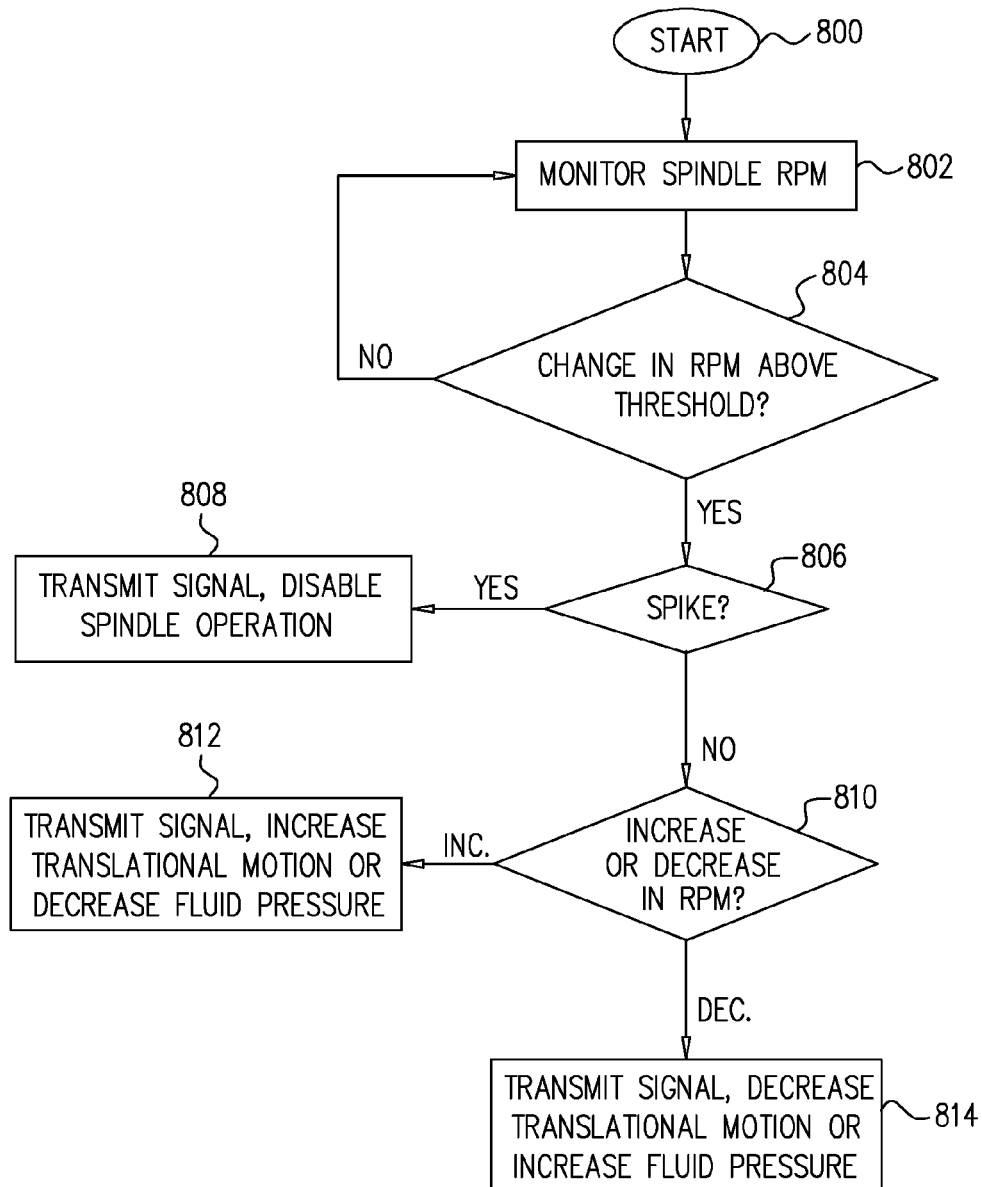 START
800
MONITOR SPINDLE RPM
802
804
CHANGE IN RPM ABOVE
THRESHOLD?
NO
YES
808
806
TRANSMIT SIGNAL, DISABLE
SPINDLE OPERATION
YES
SPIKE?
NO
812
810
TRANSMIT SIGNAL, INCREASE
TRANSLATIONAL MOTION OR
DECREASE FLUID PRESSURE
INC.
INCREASE
OR DECREASE
IN RPM?
DEC.
TRANSMIT SIGNAL, DECREASE
TRANSLATIONAL MOTION OR
INCREASE FLUID PRESSURE
814